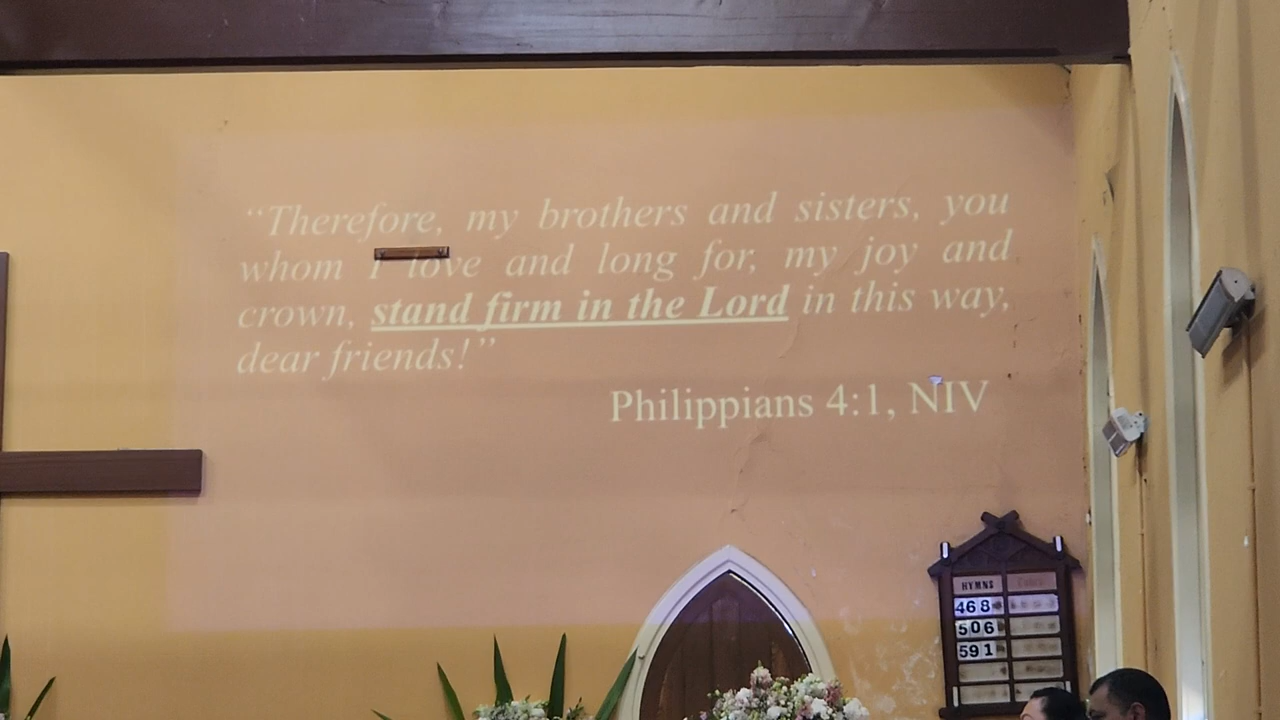 “Therefore, my brothers and sisters, you
whom I love and long for, my joy and
crown, stand firm in the Lord in this way,
dear friends!”
Philippians 4:1, NIV
HYMNS
468
506
591